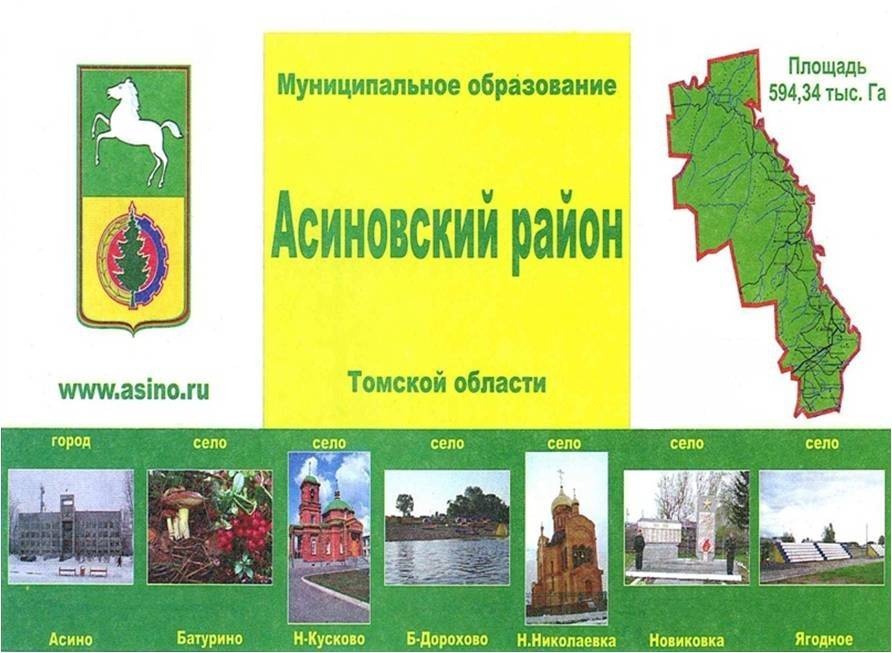 Муниципальное образование
Асиновский район
Томской области
www.asino.ru
Площадь
594,34 тыс. Га
город
село
село
село
село
село
село
Асино
Батурино
Н-Кусково
Б-Дорохово
Н.Николаевка
Новиковка
Ягодное